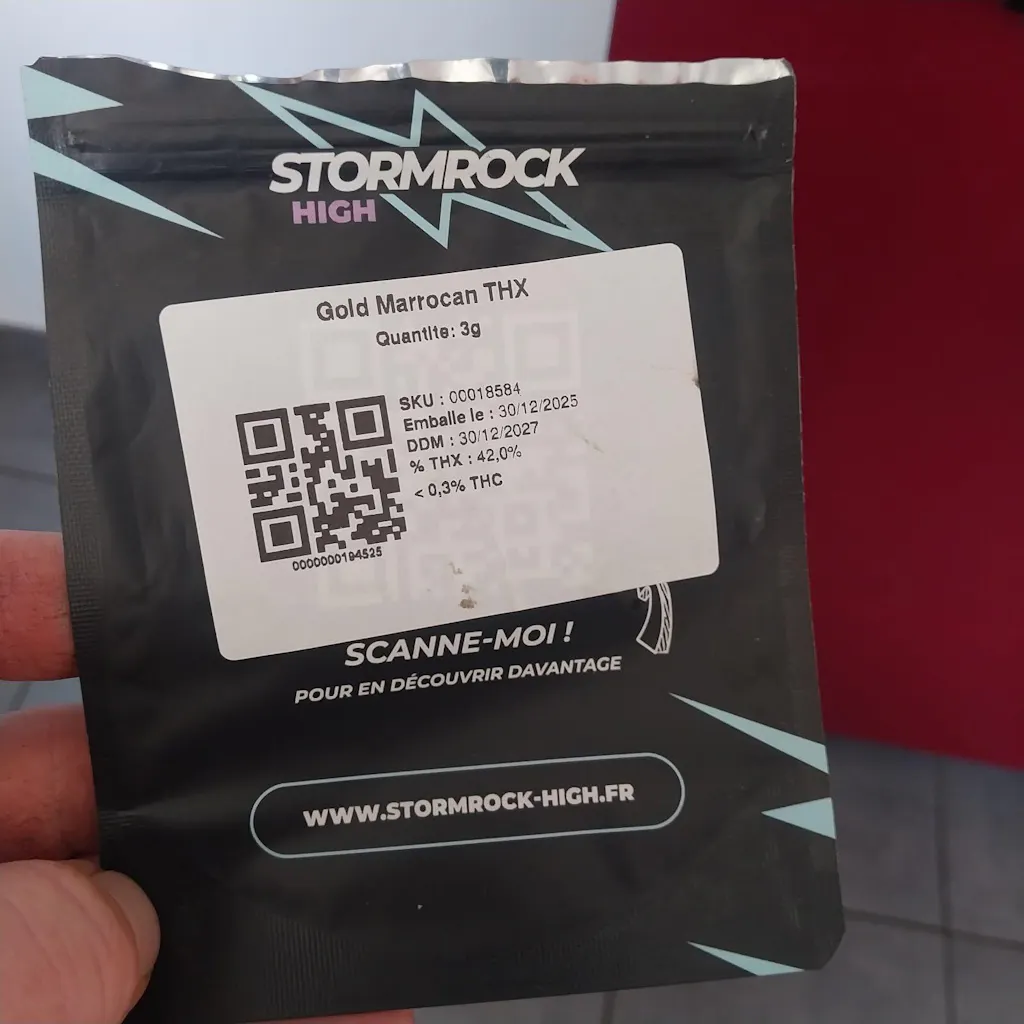 STORMROCK
HIGH
Gold Marrocan THX
Quantite: 3g
SKU : 00018584
Emballe le : 30/12/2025
DDM : 30/12/2027
% THX : 42,0%
< 0,3% THC
0000000194525
SCANNE-MOI !
POUR EN DÉCOUVRIR DAVANTAGE
WWW.STORMROCK-HIGH.FR